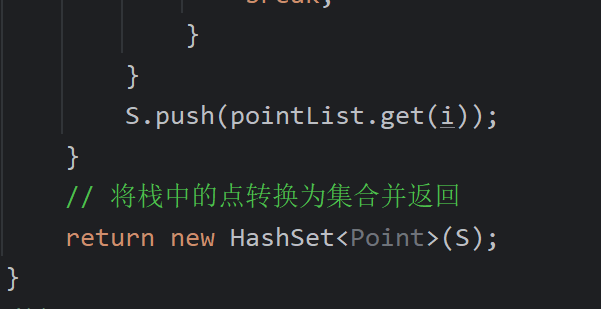 }
}
S.push(pointList.get(i));
}
// 将栈中的点转换为集合并返回
return new HashSet<Point>(S);
}